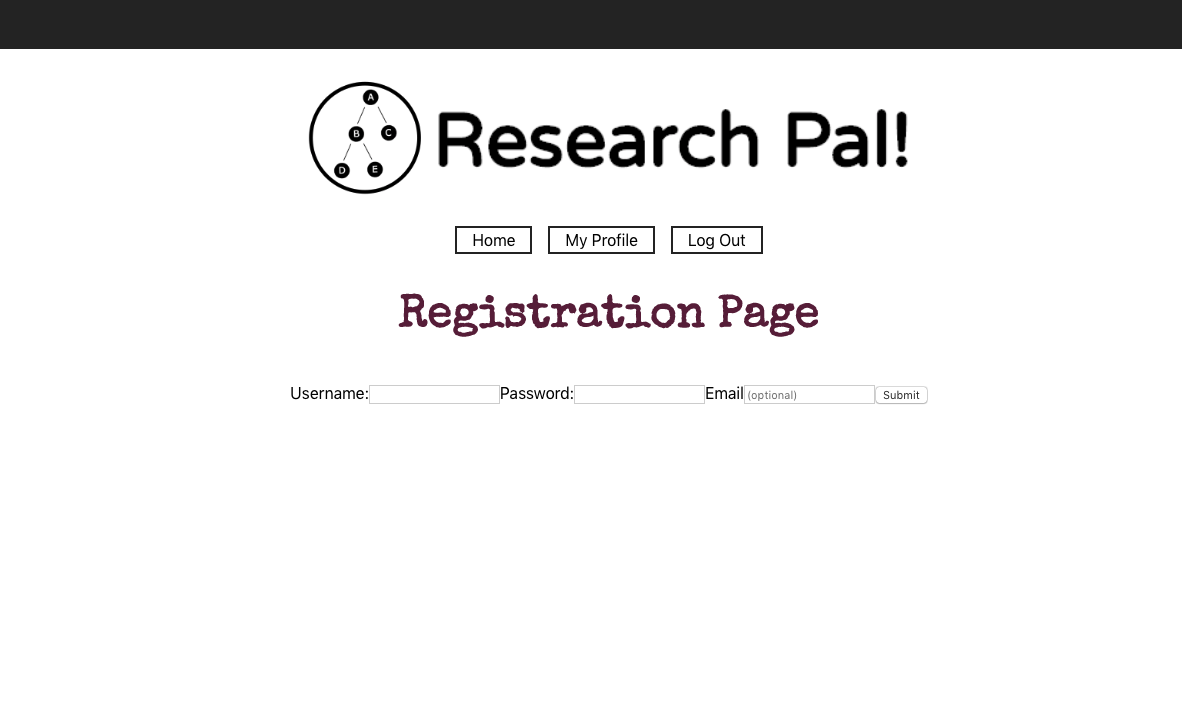 A
B C
D E
Research Pal!
Home My Profile Log Out
Registration Page
Username: Password: Email (optional) Submit